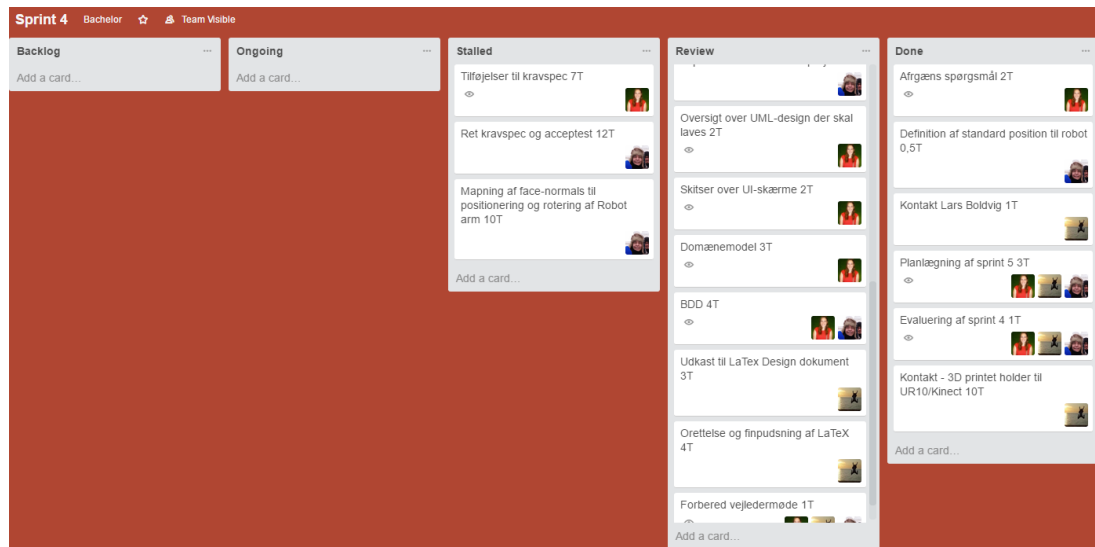 Sprint 4 Bachelor Team Visible
Backlog
Add a card...
Ongoing
Add a card...
Stalled
Tilføjelser til kravspec 7T
Ret kravspec og acceptest 12T
Mapning af face-normals til
positionering og rotering af Robot
arm 10T
Add a card...
Review
Oversigt over UML-design der skal
laves 2T
Skitser over UI-skærme 2T
Domænemodel 3T
BDD 4T
Udkast til LaTex Design dokument
3T
Orettelse og finpudsning af LaTeX
4T
Forbered vejledermøde 1T
Add a card...
Done
Afrgæns spørgsmål 2T
Definition af standard position til robot
0,5T
Kontakt Lars Boldvig 1T
Planlægning af sprint 5 3T
Evaluering af sprint 4 1T
Kontakt - 3D printet holder til
UR10/Kinect 10T
Add a card...